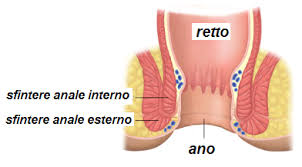 retto
sfintere anale interno
sfintere anale esterno
ano